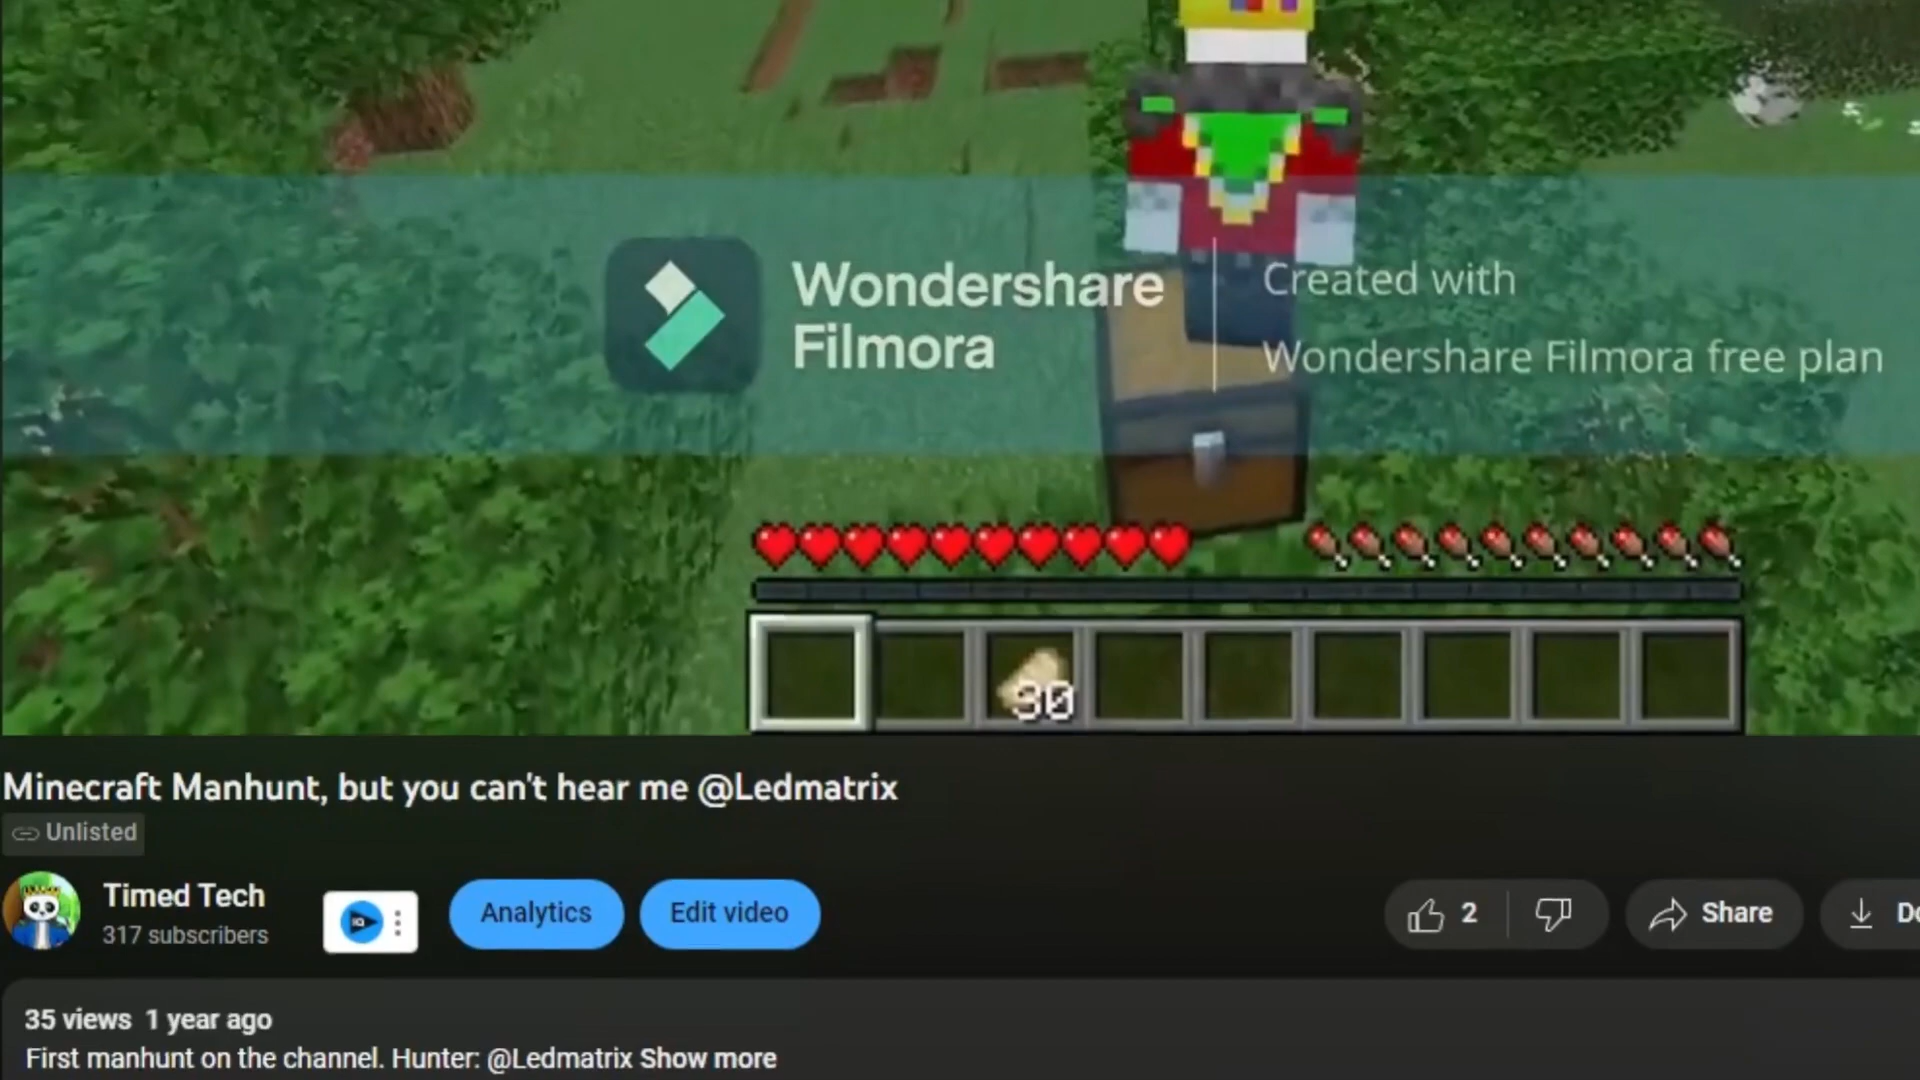 Wondershare
Filmora
Created with
Wondershare Filmora free plan
30
Minecraft Manhunt, but you can't hear me @Ledmatrix
Unlisted
Timed Tech
317 subscribers
IQ
Analytics
Edit video
2
Share
35 views 1 year ago
First manhunt on the channel. Hunter: @Ledmatrix Show more